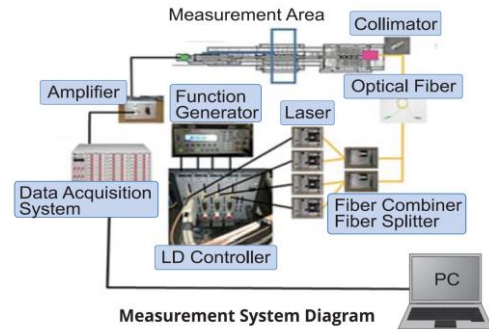 Measurement Area
Collimator
Amplifier
Function
Generator
Laser
Optical Fiber
Data Acquisition
System
Fiber Combiner
Fiber Splitter
LD Controller
PC
Measurement System Diagram